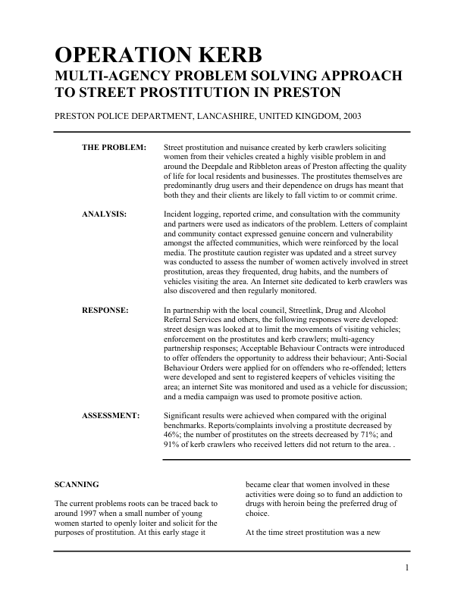 OPERATION KERB
MULTI-AGENCY PROBLEM SOLVING APPROACH
TO STREET PROSTITUTION IN PRESTON
PRESTON POLICE DEPARTMENT, LANCASHIRE, UNITED KINGDOM, 2003
THE PROBLEM:
Street prostitution and nuisance created by kerb crawlers soliciting
women from their vehicles created a highly visible problem in and
around the Deepdale and Ribbleton areas of Preston affecting the quality
of life for local residents and businesses. The prostitutes themselves are
predominantly drug users and their dependence on drugs has meant that
both they and their clients are likely to fall victim to or commit crime.
ANALYSIS:
Incident logging, reported crime, and consultation with the community
and partners were used as indicators of the problem. Letters of complaint
and community contact expressed genuine concern and vulnerability
amongst the affected communities, which were reinforced by the local
media. The prostitute caution register was updated and a street survey
was conducted to assess the number of women actively involved in street
prostitution, areas they frequented, drug habits, and the numbers of
vehicles visiting the area. An Internet site dedicated to kerb crawlers was
also discovered and then regularly monitored.
RESPONSE:
In partnership with the local council, Streetlink, Drug and Alcohol
Referral Services and others, the following responses were developed:
street design was looked at to limit the movements of visiting vehicles;
enforcement on the prostitutes and kerb crawlers; multi-agency
partnership responses; Acceptable Behaviour Contracts were introduced
to offer offenders the opportunity to address their behaviour; Anti-Social
Behaviour Orders were applied for on offenders who re-offended; letters
were developed and sent to registered keepers of vehicles visiting the
area; an internet Site was monitored and used as a vehicle for discussion;
and a media campaign was used to promote positive action.
ASSESSMENT:
Significant results were achieved when compared with the original
benchmarks. Reports/complaints involving a prostitute decreased by
46%; the number of prostitutes on the streets decreased by 71%; and
91% of kerb crawlers who received letters did not return to the area. .
SCANNING
The current problems roots can be traced back to
around 1997 when a small number of young
women started to openly loiter and solicit for the
purposes of prostitution. At this early stage it
became clear that women involved in these
activities were doing so to fund an addiction to
drugs with heroin being the preferred drug of
choice.
At the time street prostitution was a new
1